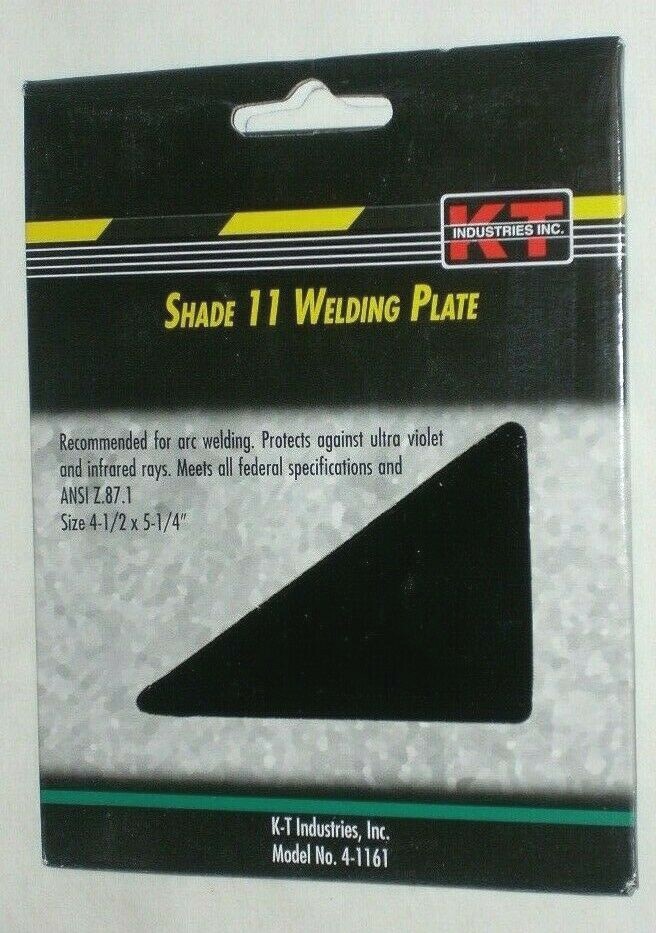 KT
INDUSTRIES INC.
SHADE 11 WELDING PLATE
Recommended for arc welding. Protects against ultra violet
and infrared rays. Meets all federal specifications and
ANSI Z.87.1
Size 4-1/2 x 5-1/4"
K-T Industries, Inc.
Model No. 4-1161